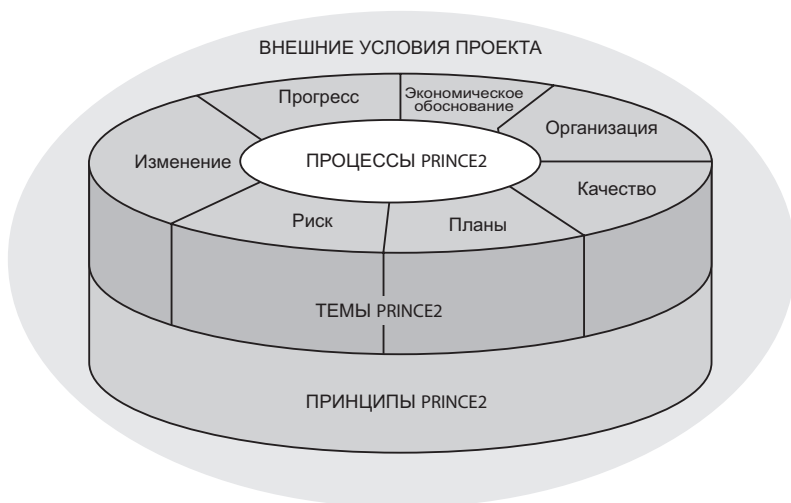 ВНЕШНИЕ УСЛОВИЯ ПРОЕКТА
Прогресс
Экономическое
обоснование
Организация
Изменение
ПРОЦЕССЫ PRINCE2
Качество
Риск
Планы
ТЕМЫ PRINCE2
ПРИНЦИПЫ PRINCE2